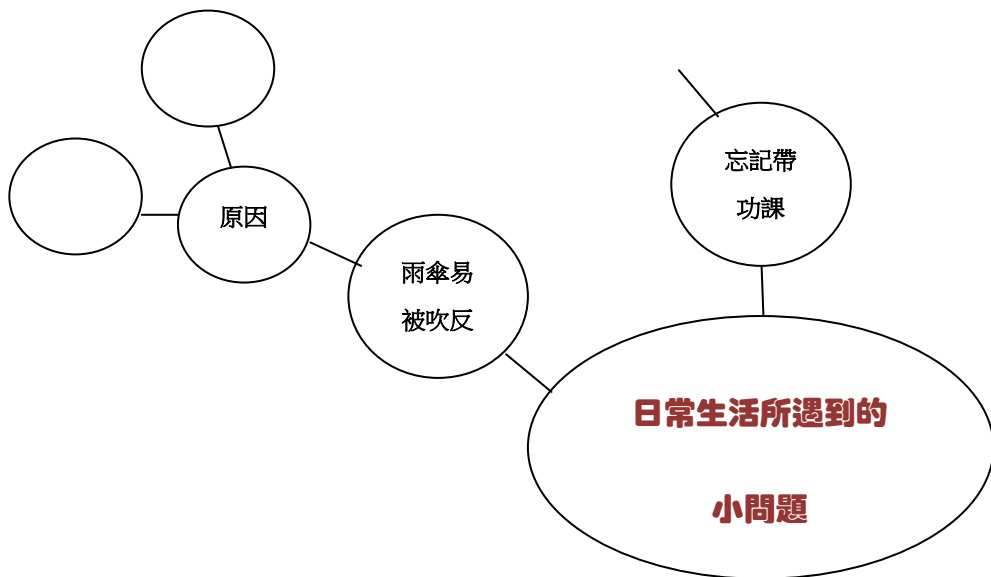 忘記帶
功課
原因
雨傘易
被吹反
日常生活所遇到的
小問題